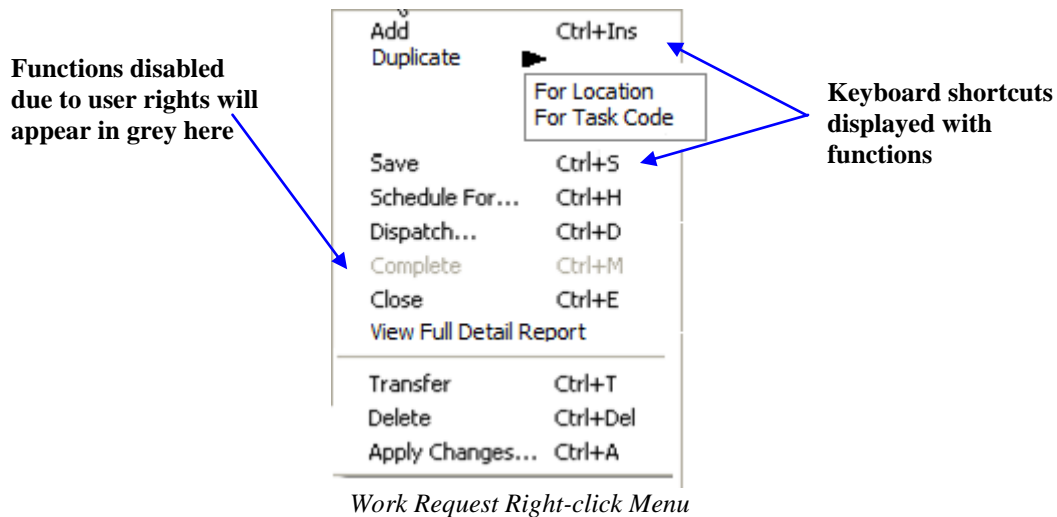 Functions disabled
due to user rights will
appear in grey here
Add Ctrl+Ins
Duplicate
For Location
For Task Code
Save Ctrl+S
Schedule For... Ctrl+H
Dispatch... Ctrl+D
Complete Ctrl+M
Close Ctrl+E
View Full Detail Report
Transfer Ctrl+T
Delete Ctrl+Del
Apply Changes... Ctrl+A
Keyboard shortcuts
displayed with
functions
Work Request Right-click Menu